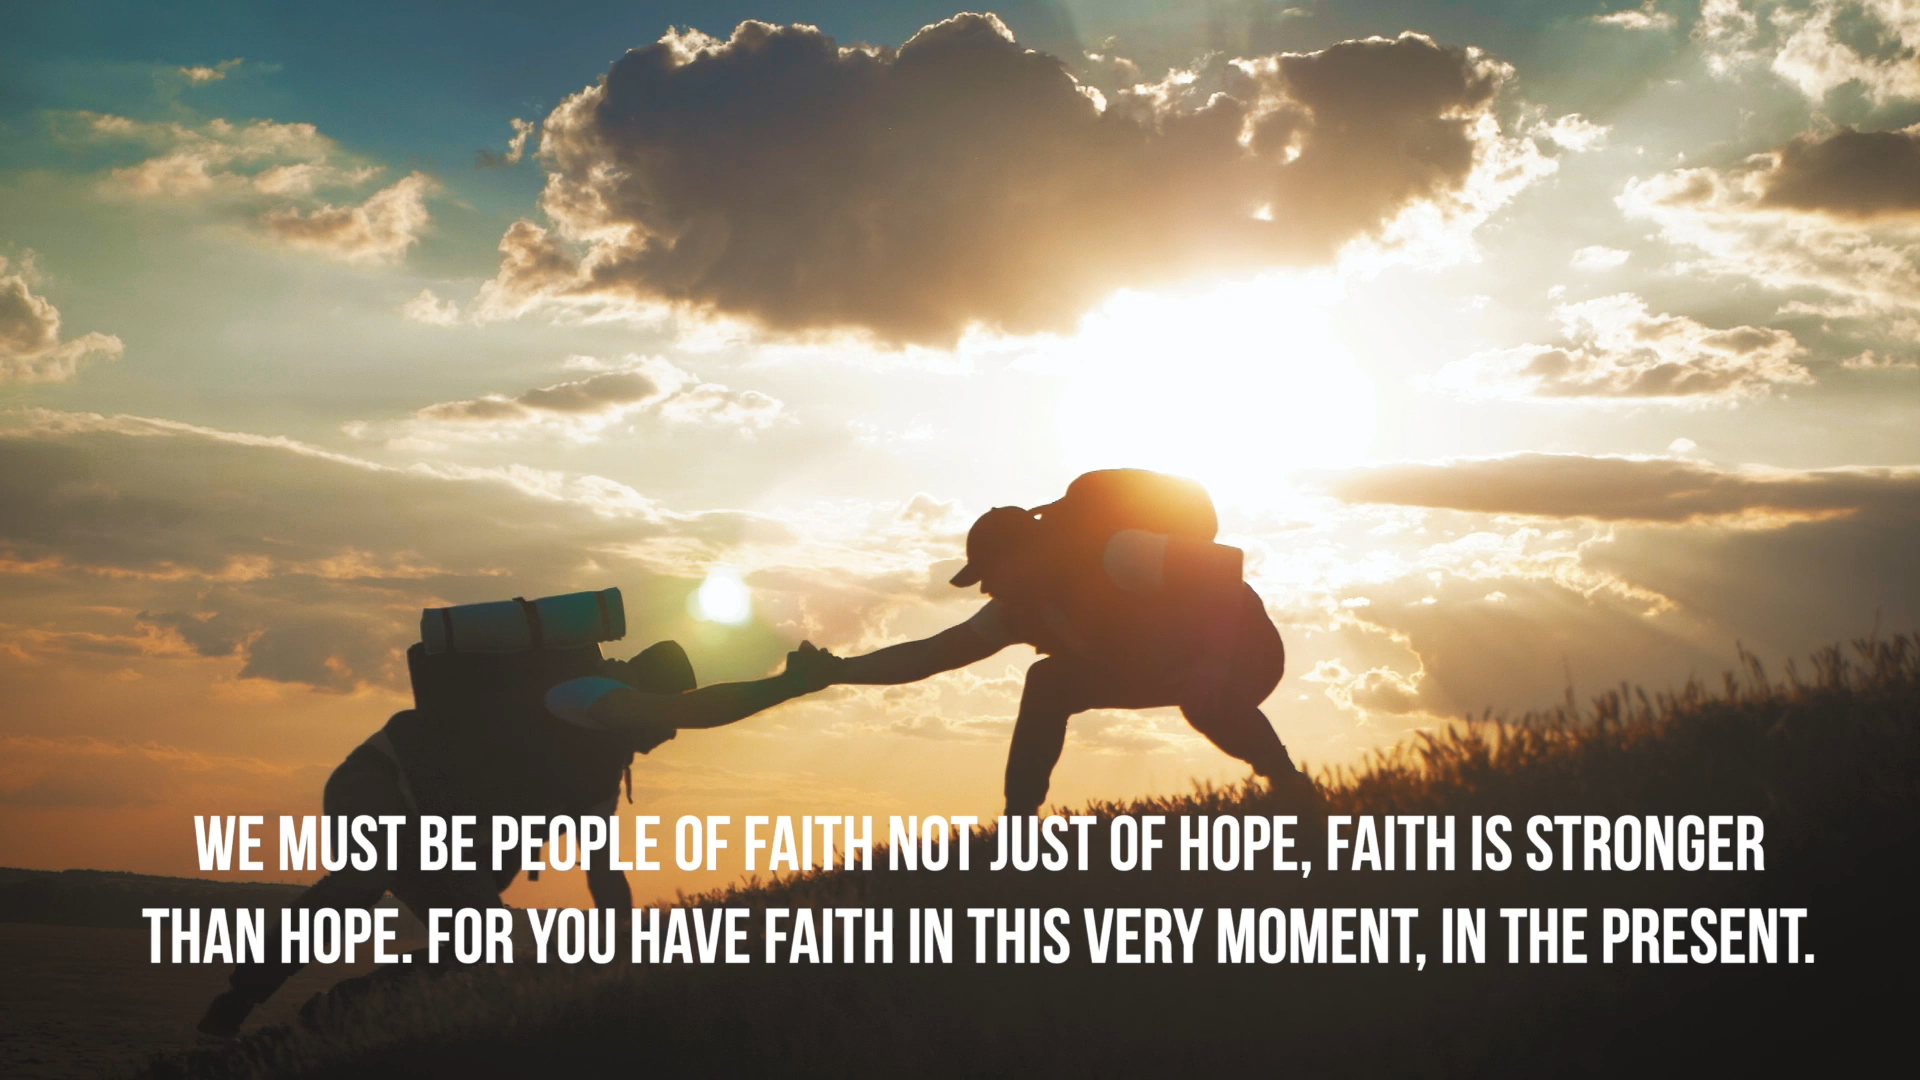 WE MUST BE PEOPLE OF FAITH NOT JUST OF HOPE, FAITH IS STRONGER
THAN HOPE. FOR YOU HAVE FAITH IN THIS VERY MOMENT, IN THE PRESENT.